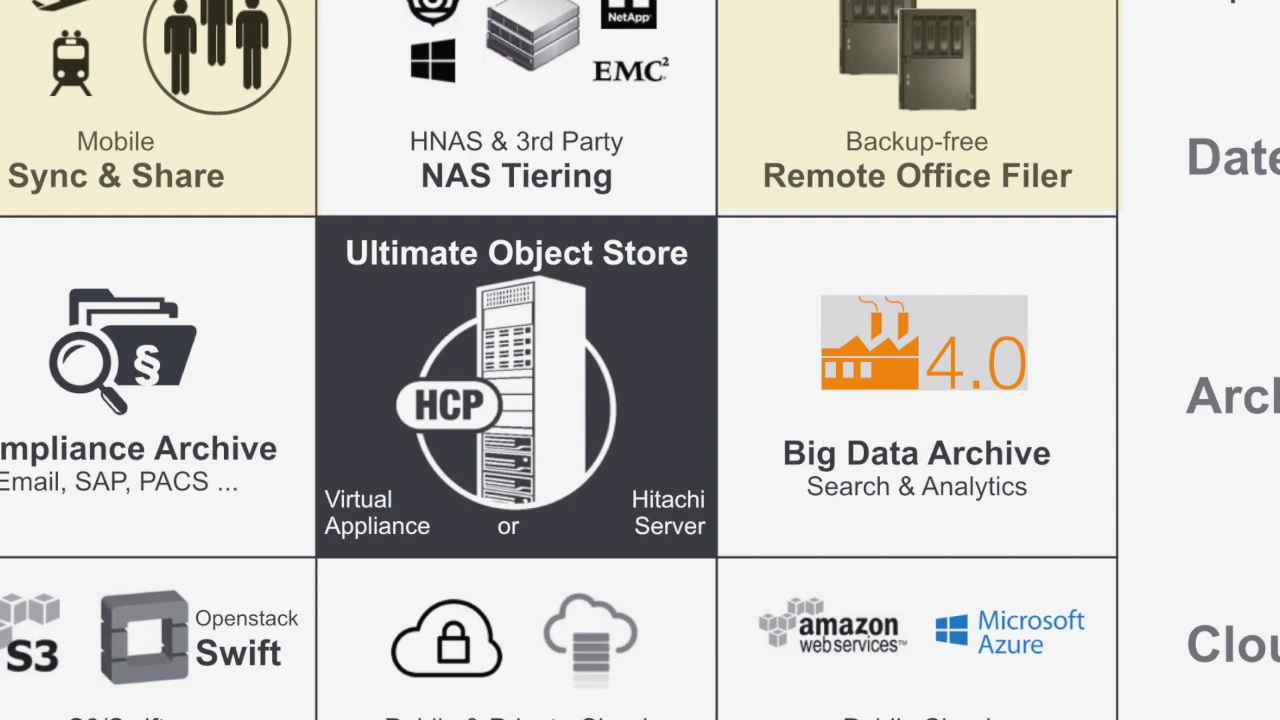 NetApp
EMC²
Mobile
Sync & Share
HNAS & 3rd Party
NAS Tiering
Backup-free
Remote Office Filer
Date
Ultimate Object Store
HCP
Virtual
Appliance
or
Hitachi
Server
§
mpliance Archive
Email, SAP, PACS ...
4.0
Big Data Archive
Search & Analytics
Arch
S3
Openstack
Swift
amazon
web services™
Microsoft
Azure
Clou